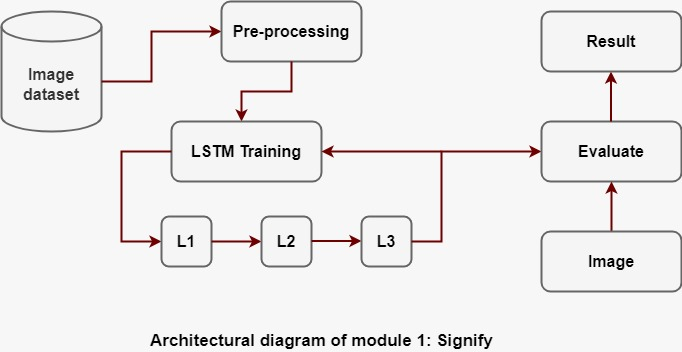 Image
dataset
Pre-processing
Result
LSTM Training
Evaluate
L1
L2
L3
Image
Architectural diagram of module 1: Signify